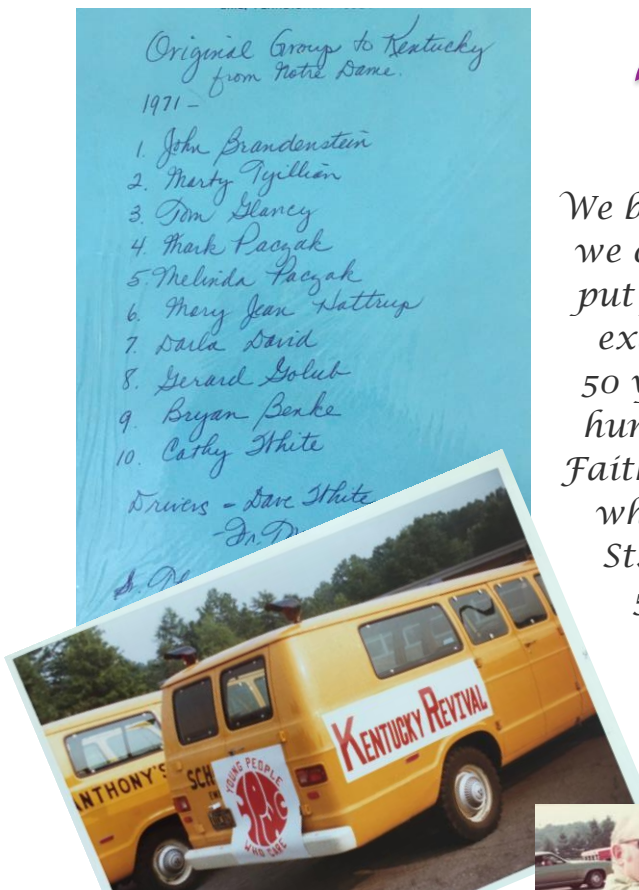 Original Group to Kentucky
from Notre Dame.
1971 –
1. John Brandenstein
2. Marty Tyillian
3. Tom Glancy
4. Mark Paczak
5. Melinda Paczak
6. Mary Jean Hattrup
7. Darla David
8. Gerard Golub
9. Bryan Benke
10. Cathy White
Drivers – Dave White
We b
we
put
ex
50 y
hun
Faith
wh
St.
ANTHONY'S
SCH
KENTUCKY REVIVAL
YOUNG PEOPLE
WHO CARE